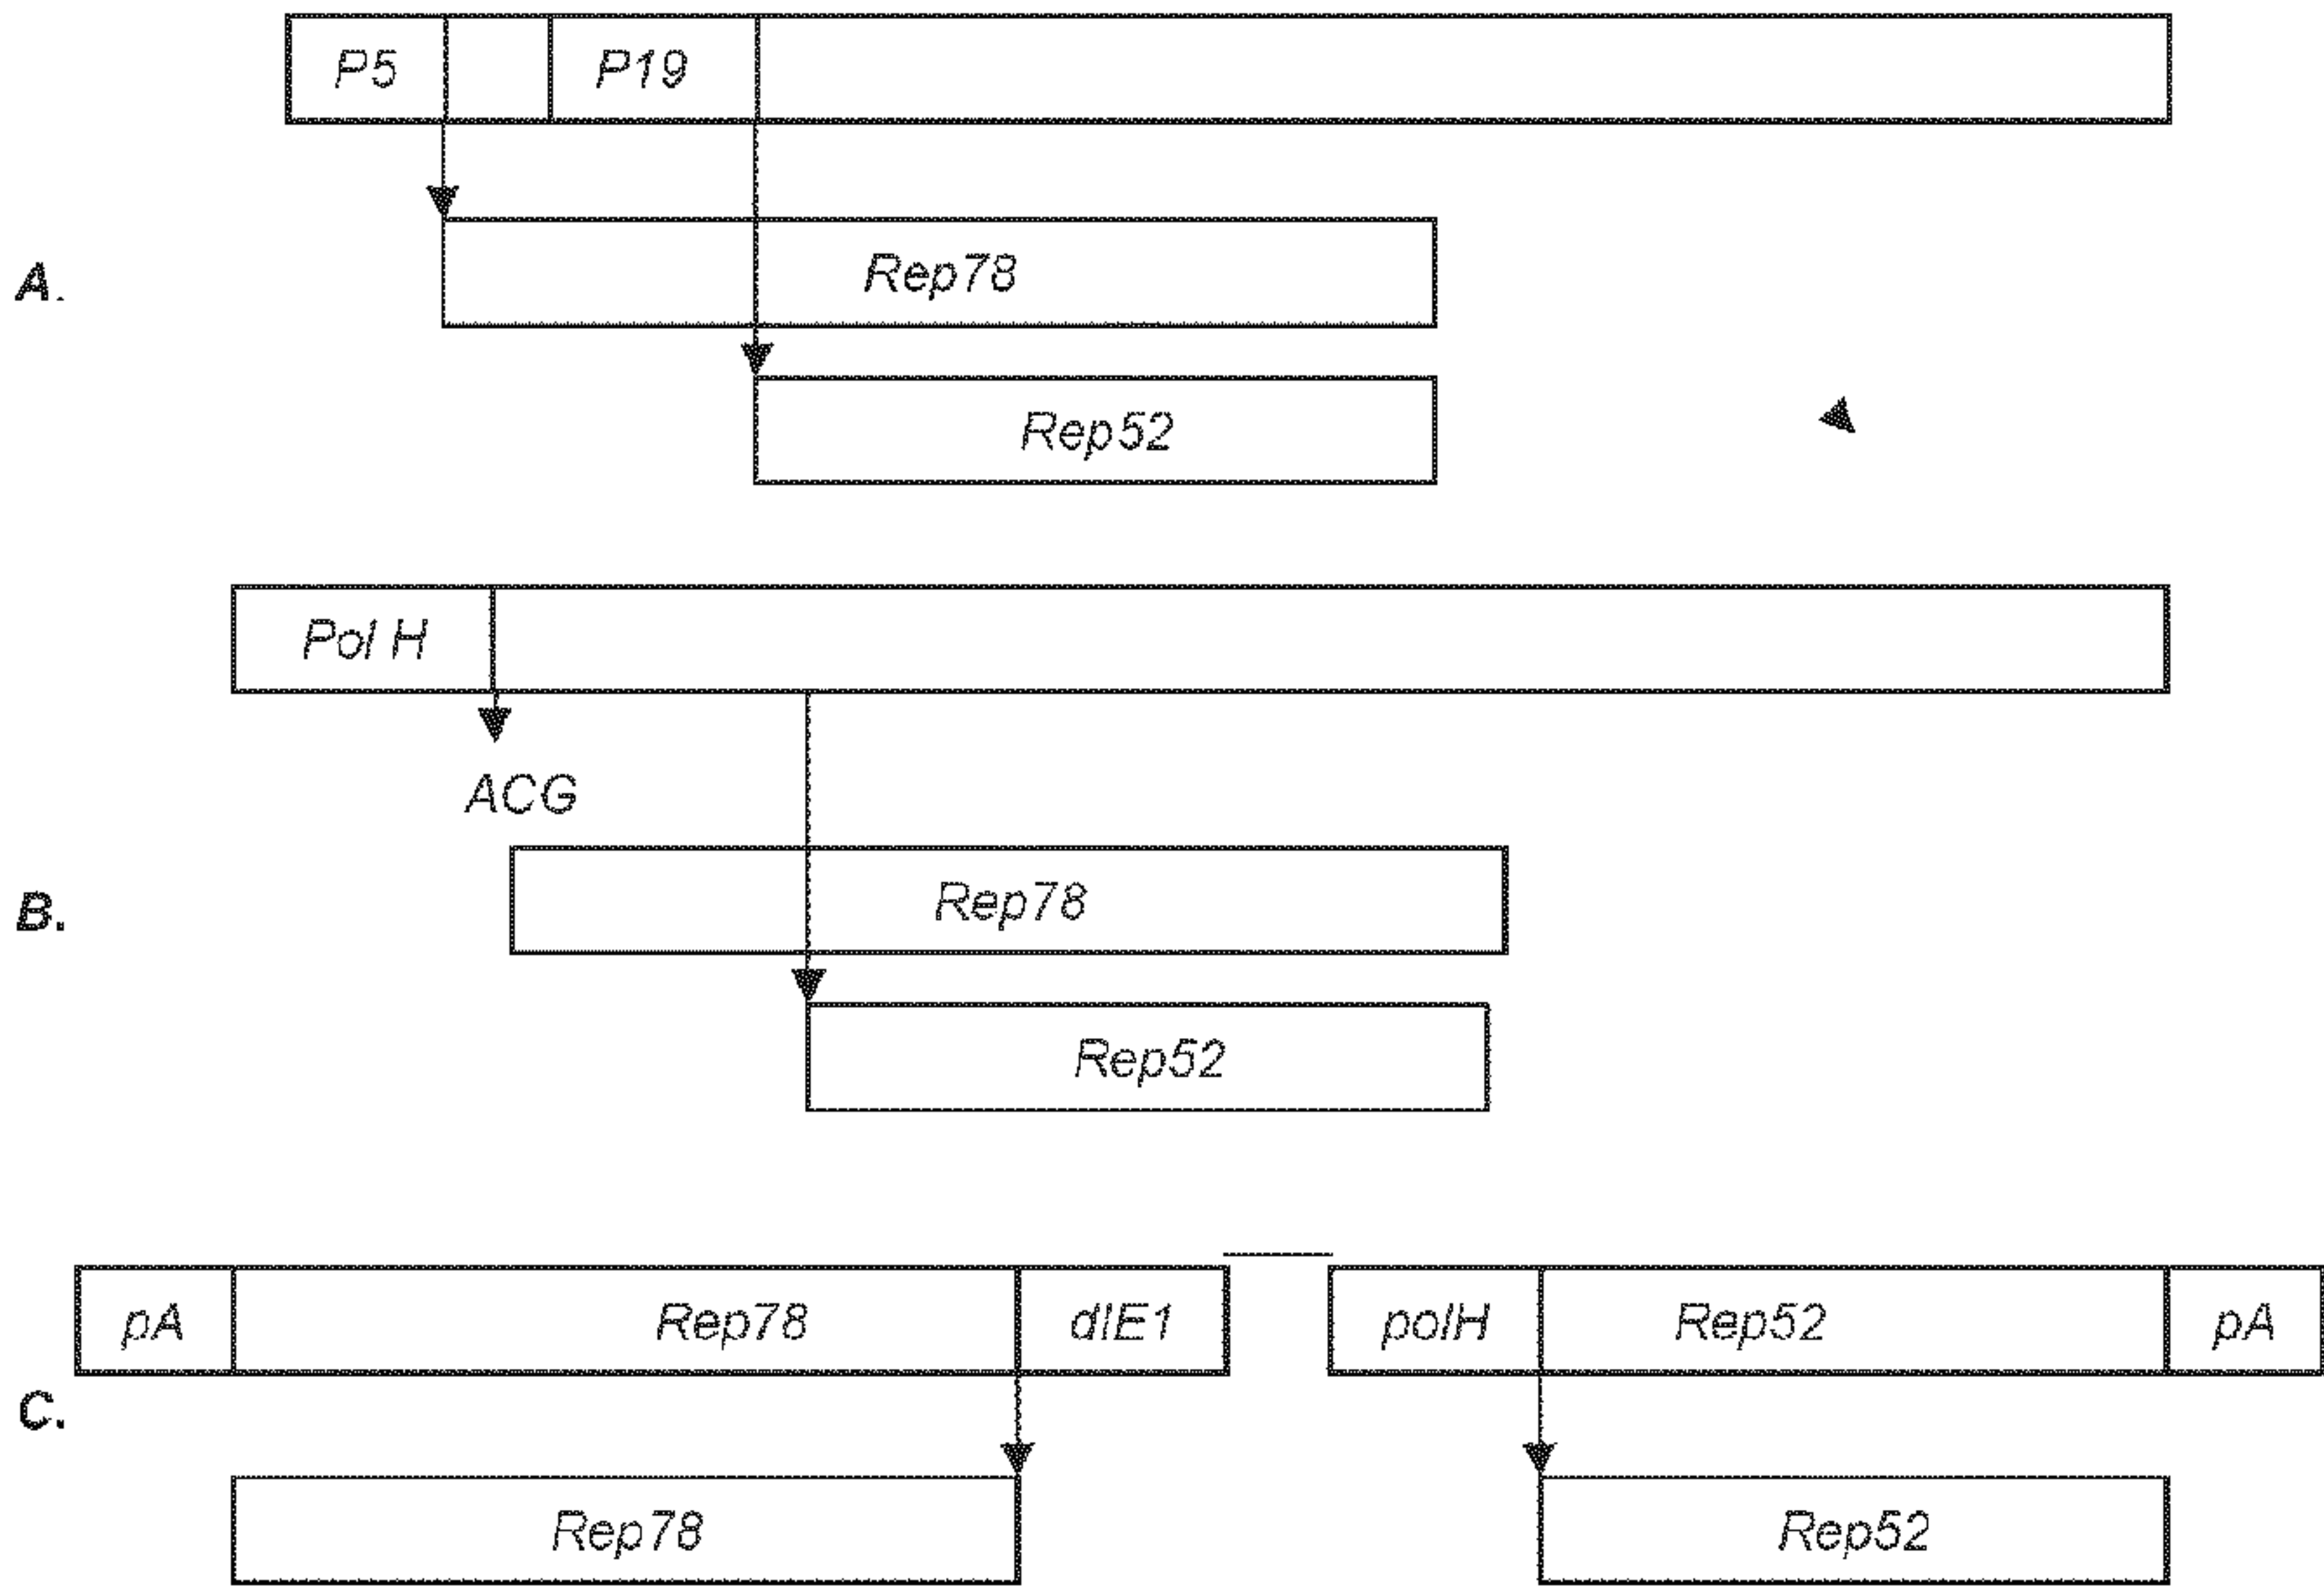 P5 P19
Rep78
A.
Rep52
Pol H
ACG
Rep78
B.
Rep52
pA Rep78 dIE1 polH Rep52 pA
C.
Rep78 Rep52